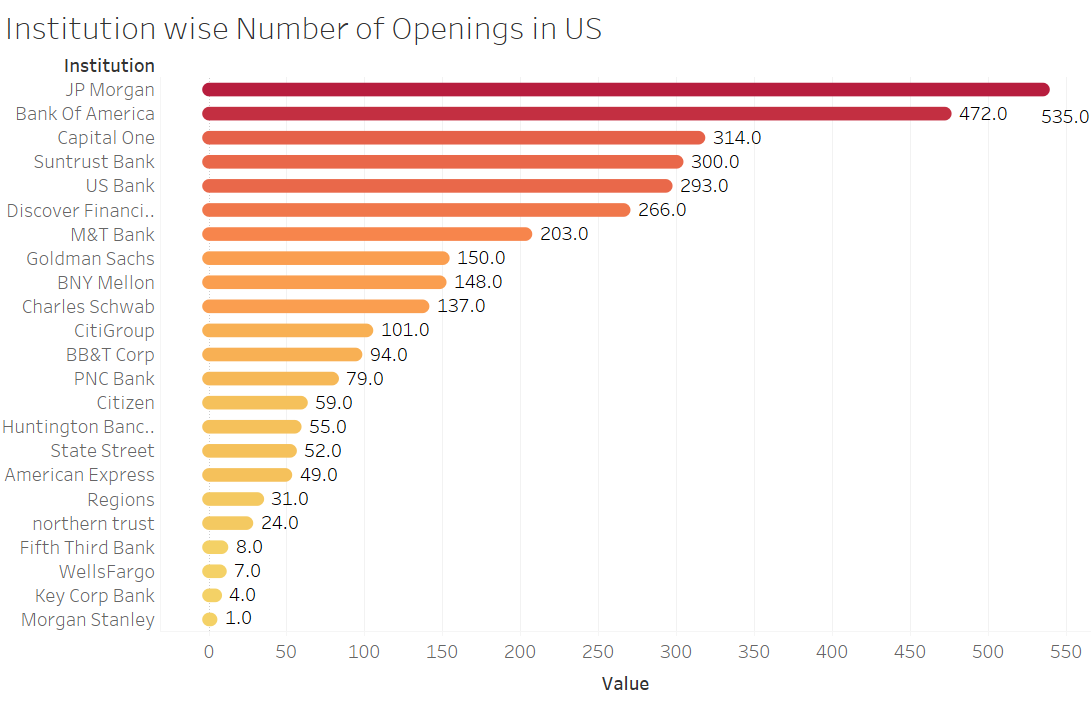 Institution wise Number of Openings in US
Institution
JP Morgan
Bank Of America 472.0 535.0
Capital One 314.0
Suntrust Bank 300.0
US Bank 293.0
Discover Financi.. 266.0
M&T Bank 203.0
Goldman Sachs 150.0
BNY Mellon 148.0
Charles Schwab 137.0
CitiGroup 101.0
BB&T Corp 94.0
PNC Bank 79.0
Citizen 59.0
Huntington Banc.. 55.0
State Street 52.0
American Express 49.0
Regions 31.0
northern trust 24.0
Fifth Third Bank 8.0
WellsFargo 7.0
Key Corp Bank 4.0
Morgan Stanley 1.0
0 50 100 150 200 250 300 350 400 450 500 550
Value